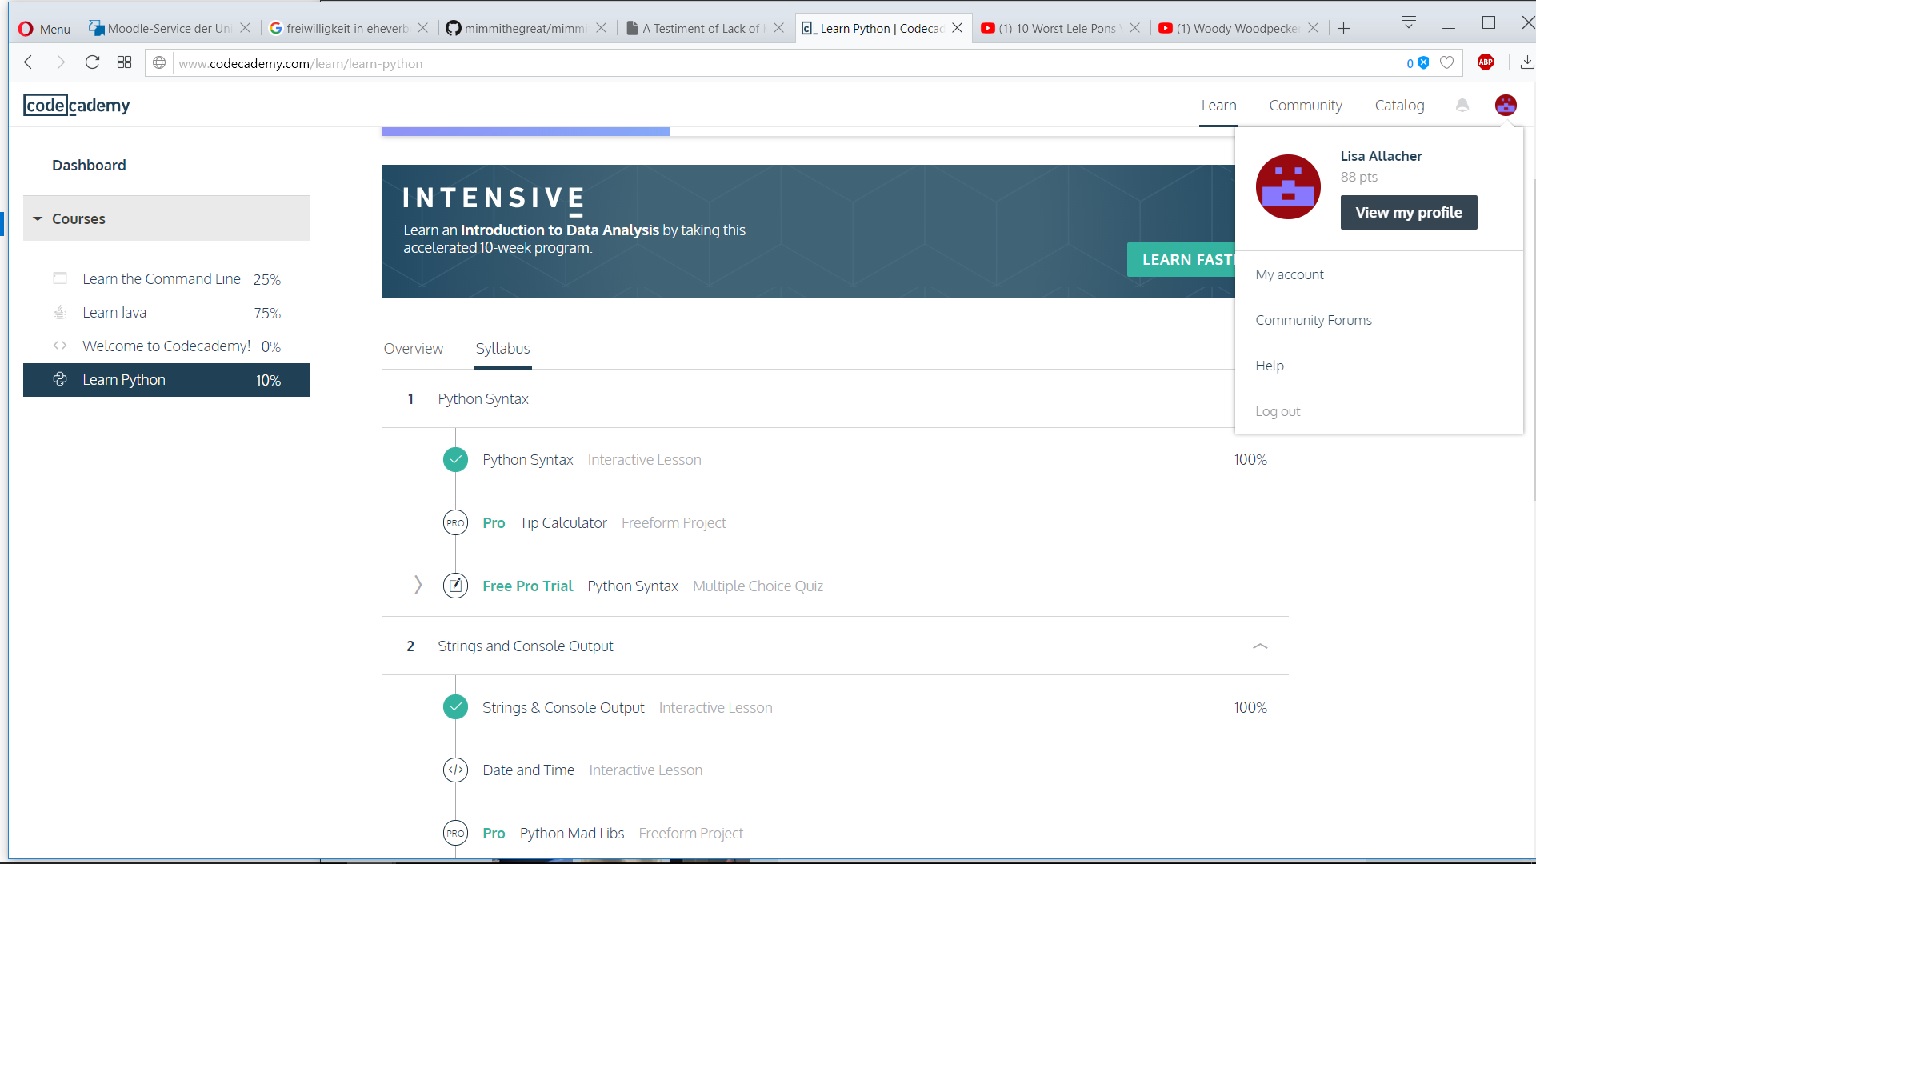 Menu
Moodle-Service der Uni
freiwilligkeit in eheverb
mimmithegreat/mimmi
A Testiment of Lack of I
Learn Python | Codecad
(1) 10 Worst Lele Pons V
(1) Woody Woodpecker
www.codecademy.com/learn/learn-python
0
ABP
codecademy
Learn
Community
Catalog
Dashboard
Courses
Learn the Command Line 25%
Learn Java 75%
Welcome to Codecademy! 0%
Learn Python 10%
INTENSIVE
Learn an Introduction to Data Analysis by taking this
accelerated 10-week program.
LEARN FAST
Lisa Allacher
88 pts
View my profile
My account
Community Forums
Help
Log out
Overview
Syllabus
1 Python Syntax
Python Syntax Interactive Lesson 100%
PRO Pro Tip Calculator Freeform Project
Free Pro Trial Python Syntax Multiple Choice Quiz
2 Strings and Console Output
Strings & Console Output Interactive Lesson 100%
</> Date and Time Interactive Lesson
PRO Pro Python Mad Libs Freeform Project